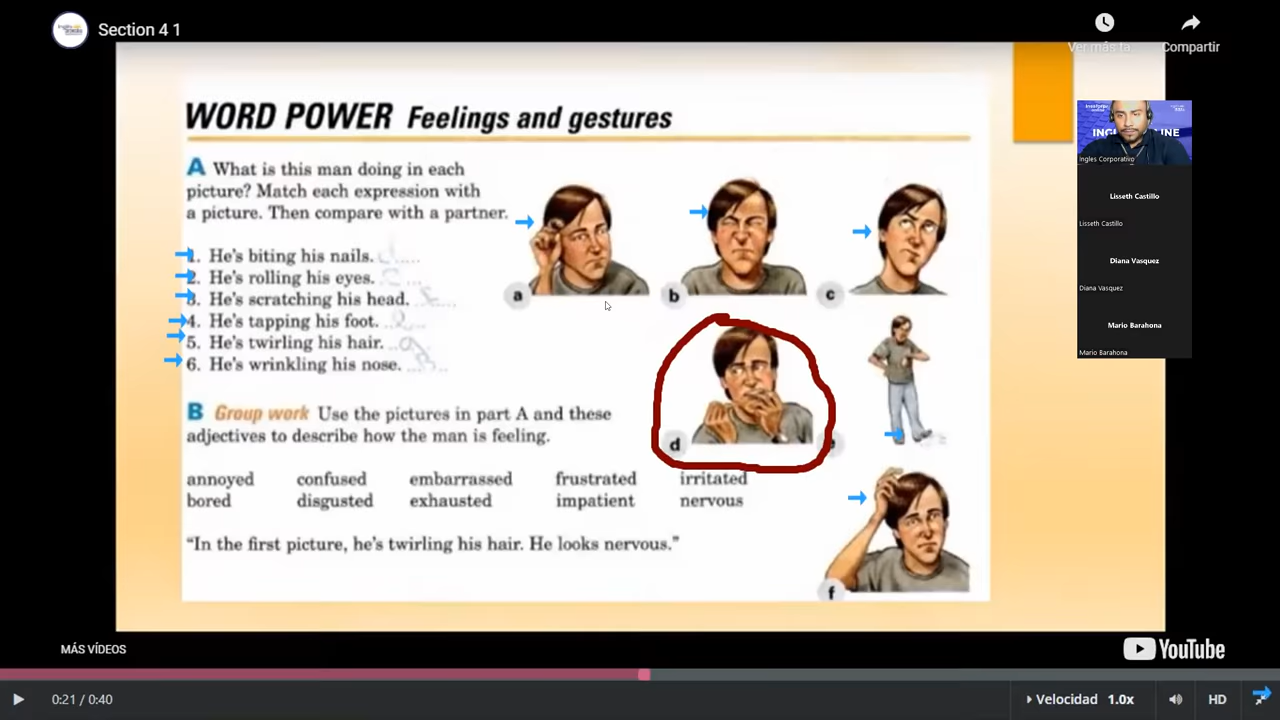 Section 4 1
Ver más ta...
Compartir
WORD POWER Feelings and gestures
A What is this man doing in each
picture? Match each expression with
a picture. Then compare with a partner.
1. He's biting his nails.
2. He's rolling his eyes.
3. He's scratching his head.
4. He's tapping his foot.
5. He's twirling his hair.
6. He's wrinkling his nose.
a
b
c
d
e
f
B Group work Use the pictures in part A and these
adjectives to describe how the man is feeling.
annoyed confused embarrassed frustrated irritated
bored disgusted exhausted impatient nervous
"In the first picture, he's twirling his hair. He looks nervous."
Ingles Corporativo
Lisseth Castillo
Lisseth Castillo
Diana Vasquez
Diana Vasquez
Mario Barahona
Mario Barahona
MÁS VÍDEOS
YouTube
0:21 / 0:40
Velocidad 1.0x
HD